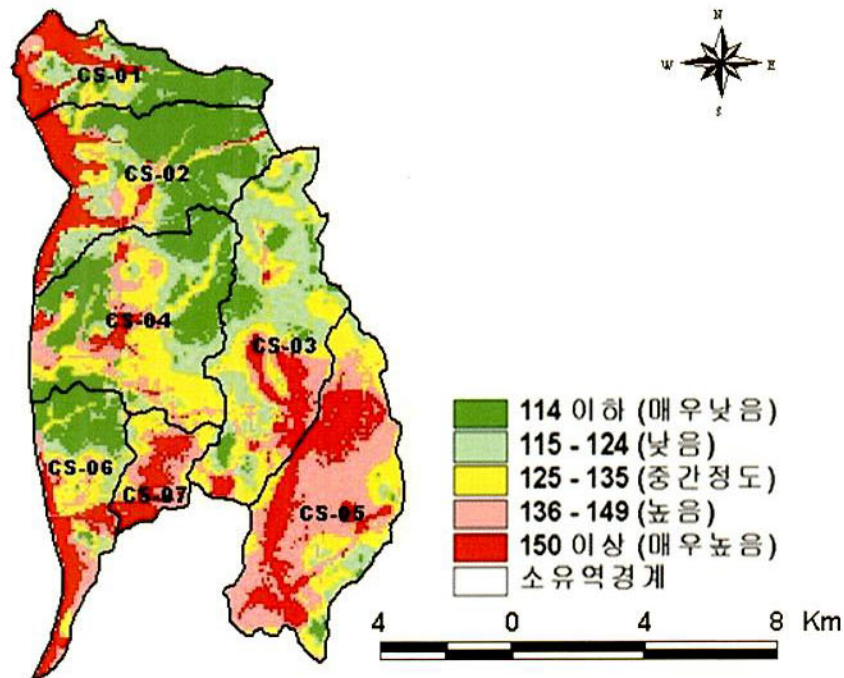 N
W E
S
CS-01
CS-02
CS-03
CS-04
CS-06
CS-07
CS-05
114 이하 (매우낮음)
115 - 124 (낮음)
125 - 135 (중간정도)
136 - 149 (높음)
150 이상 (매우높음)
소유역경계
4 0 4 8 Km